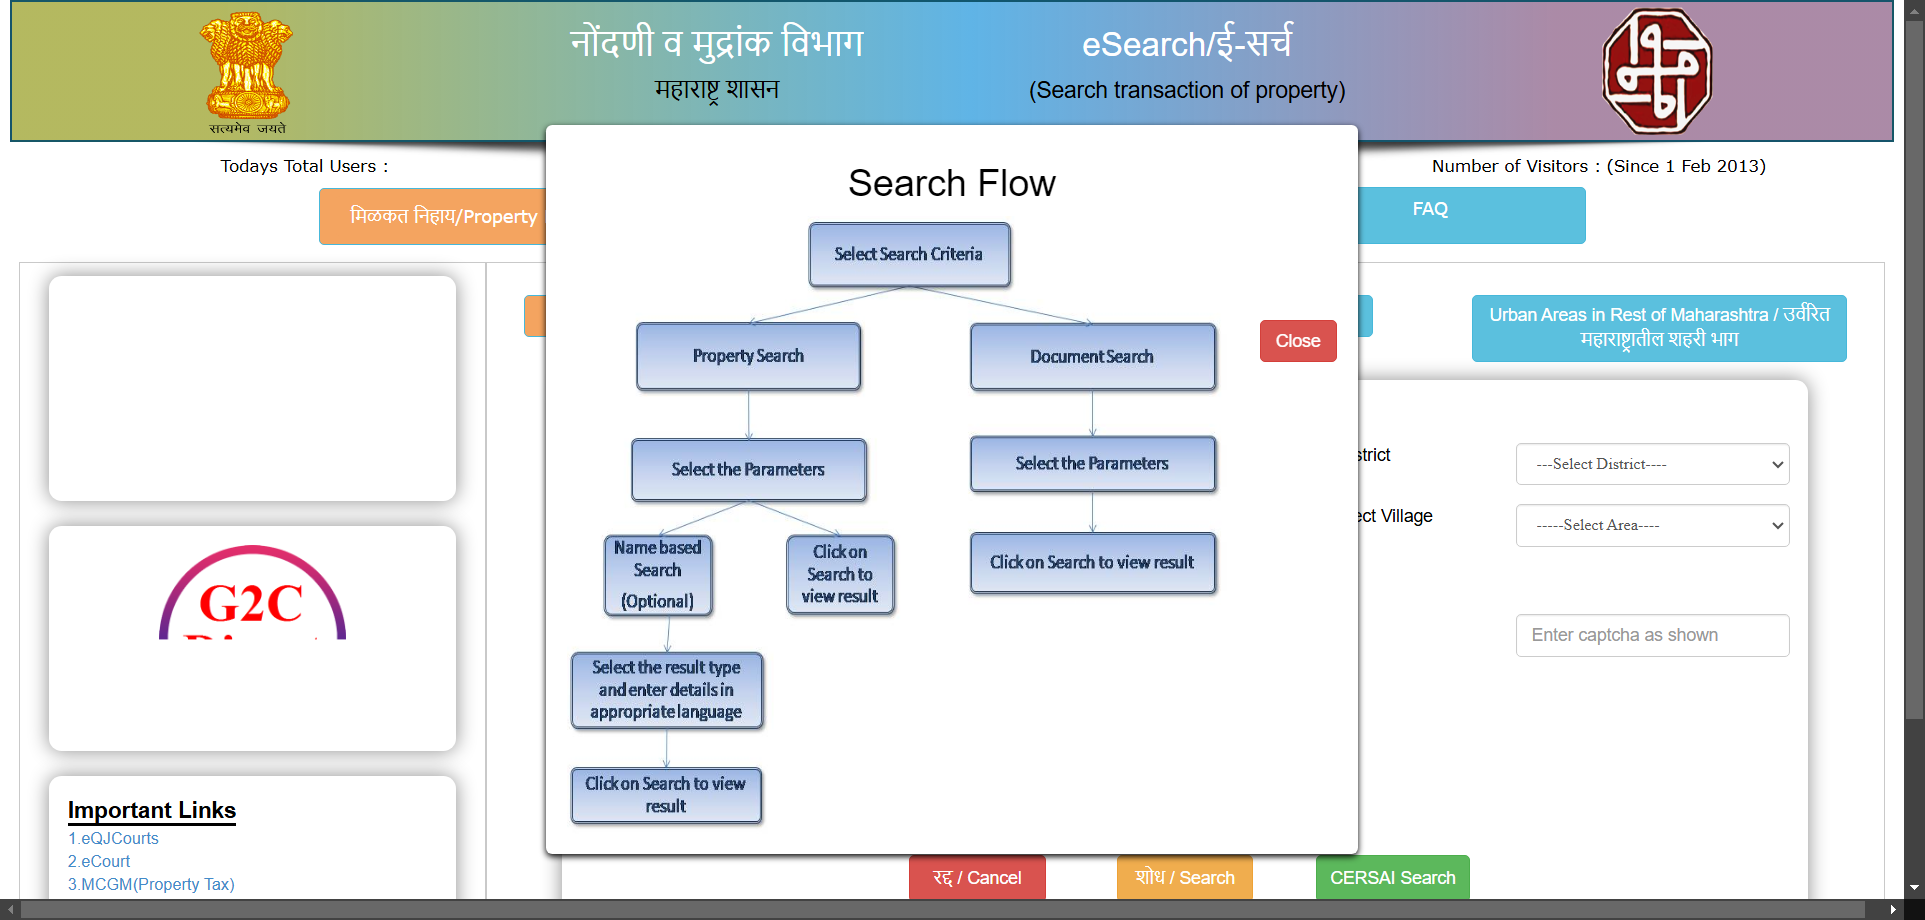 नोंदणी व मुद्रांक विभाग
महाराष्ट्र शासन
eSearch/ई-सर्च
(Search transaction of property)
सत्यमेव जयते
Todays Total Users :
Number of Visitors : (Since 1 Feb 2013)
मिळकत निहाय/Property
FAQ
Urban Areas in Rest of Maharashtra / उर्वरित
महाराष्ट्रातील शहरी भाग
Search Flow
Select Search Criteria
Property Search
Document Search
Close
Select the Parameters
Select the Parameters
Name based
Search
(Optional)
Click on
Search to
view result
Click on Search to view result
Select the result type
and enter details in
appropriate language
Click on Search to view
result
strict
---Select District----
ect Village
-----Select Area----
Enter captcha as shown
G2C
Important Links
1.eQJCourts
2.eCourt
3.MCGM(Property Tax)
रद्द / Cancel
शोध / Search
CERSAI Search